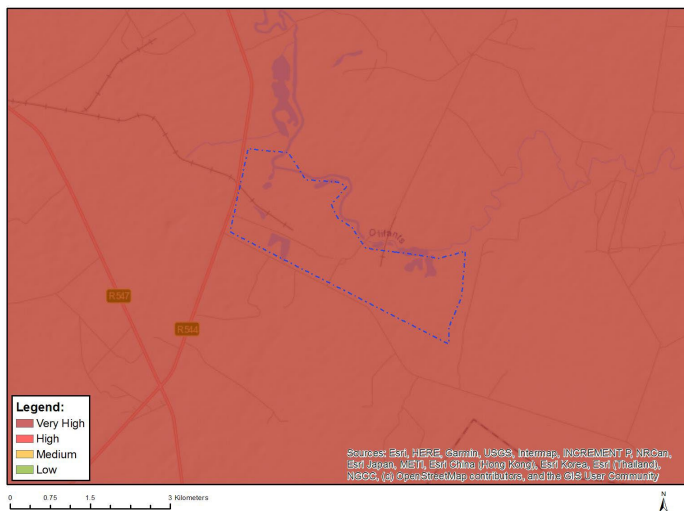 Olifants
R547
R544
Legend:
Very High
High
Medium
Low
Sources: Esri, HERE, Garmin, USGS, Intermap, INCREMENT P, NRCan,
Esri Japan, METI, Esri China (Hong Kong), Esri Korea, Esri (Thailand),
NGCC, (c) OpenStreetMap contributors, and the GIS User Community
0 0.75 1.5 3 Kilometers
N